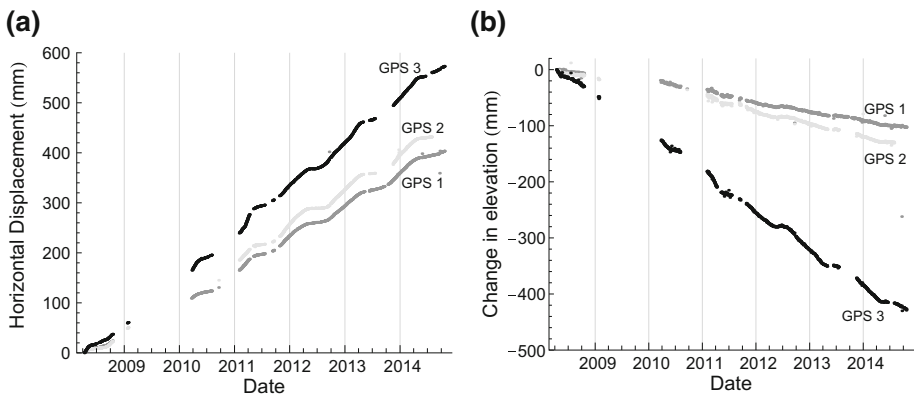 (a)
Horizontal Displacement (mm)
600
500
400
300
200
100
0
GPS 3
GPS 2
GPS 1
2009 2010 2011 2012 2013 2014
Date
(b)
Change in elevation (mm)
0
−100
−200
−300
−400
−500
GPS 1
GPS 2
GPS 3
2009 2010 2011 2012 2013 2014
Date